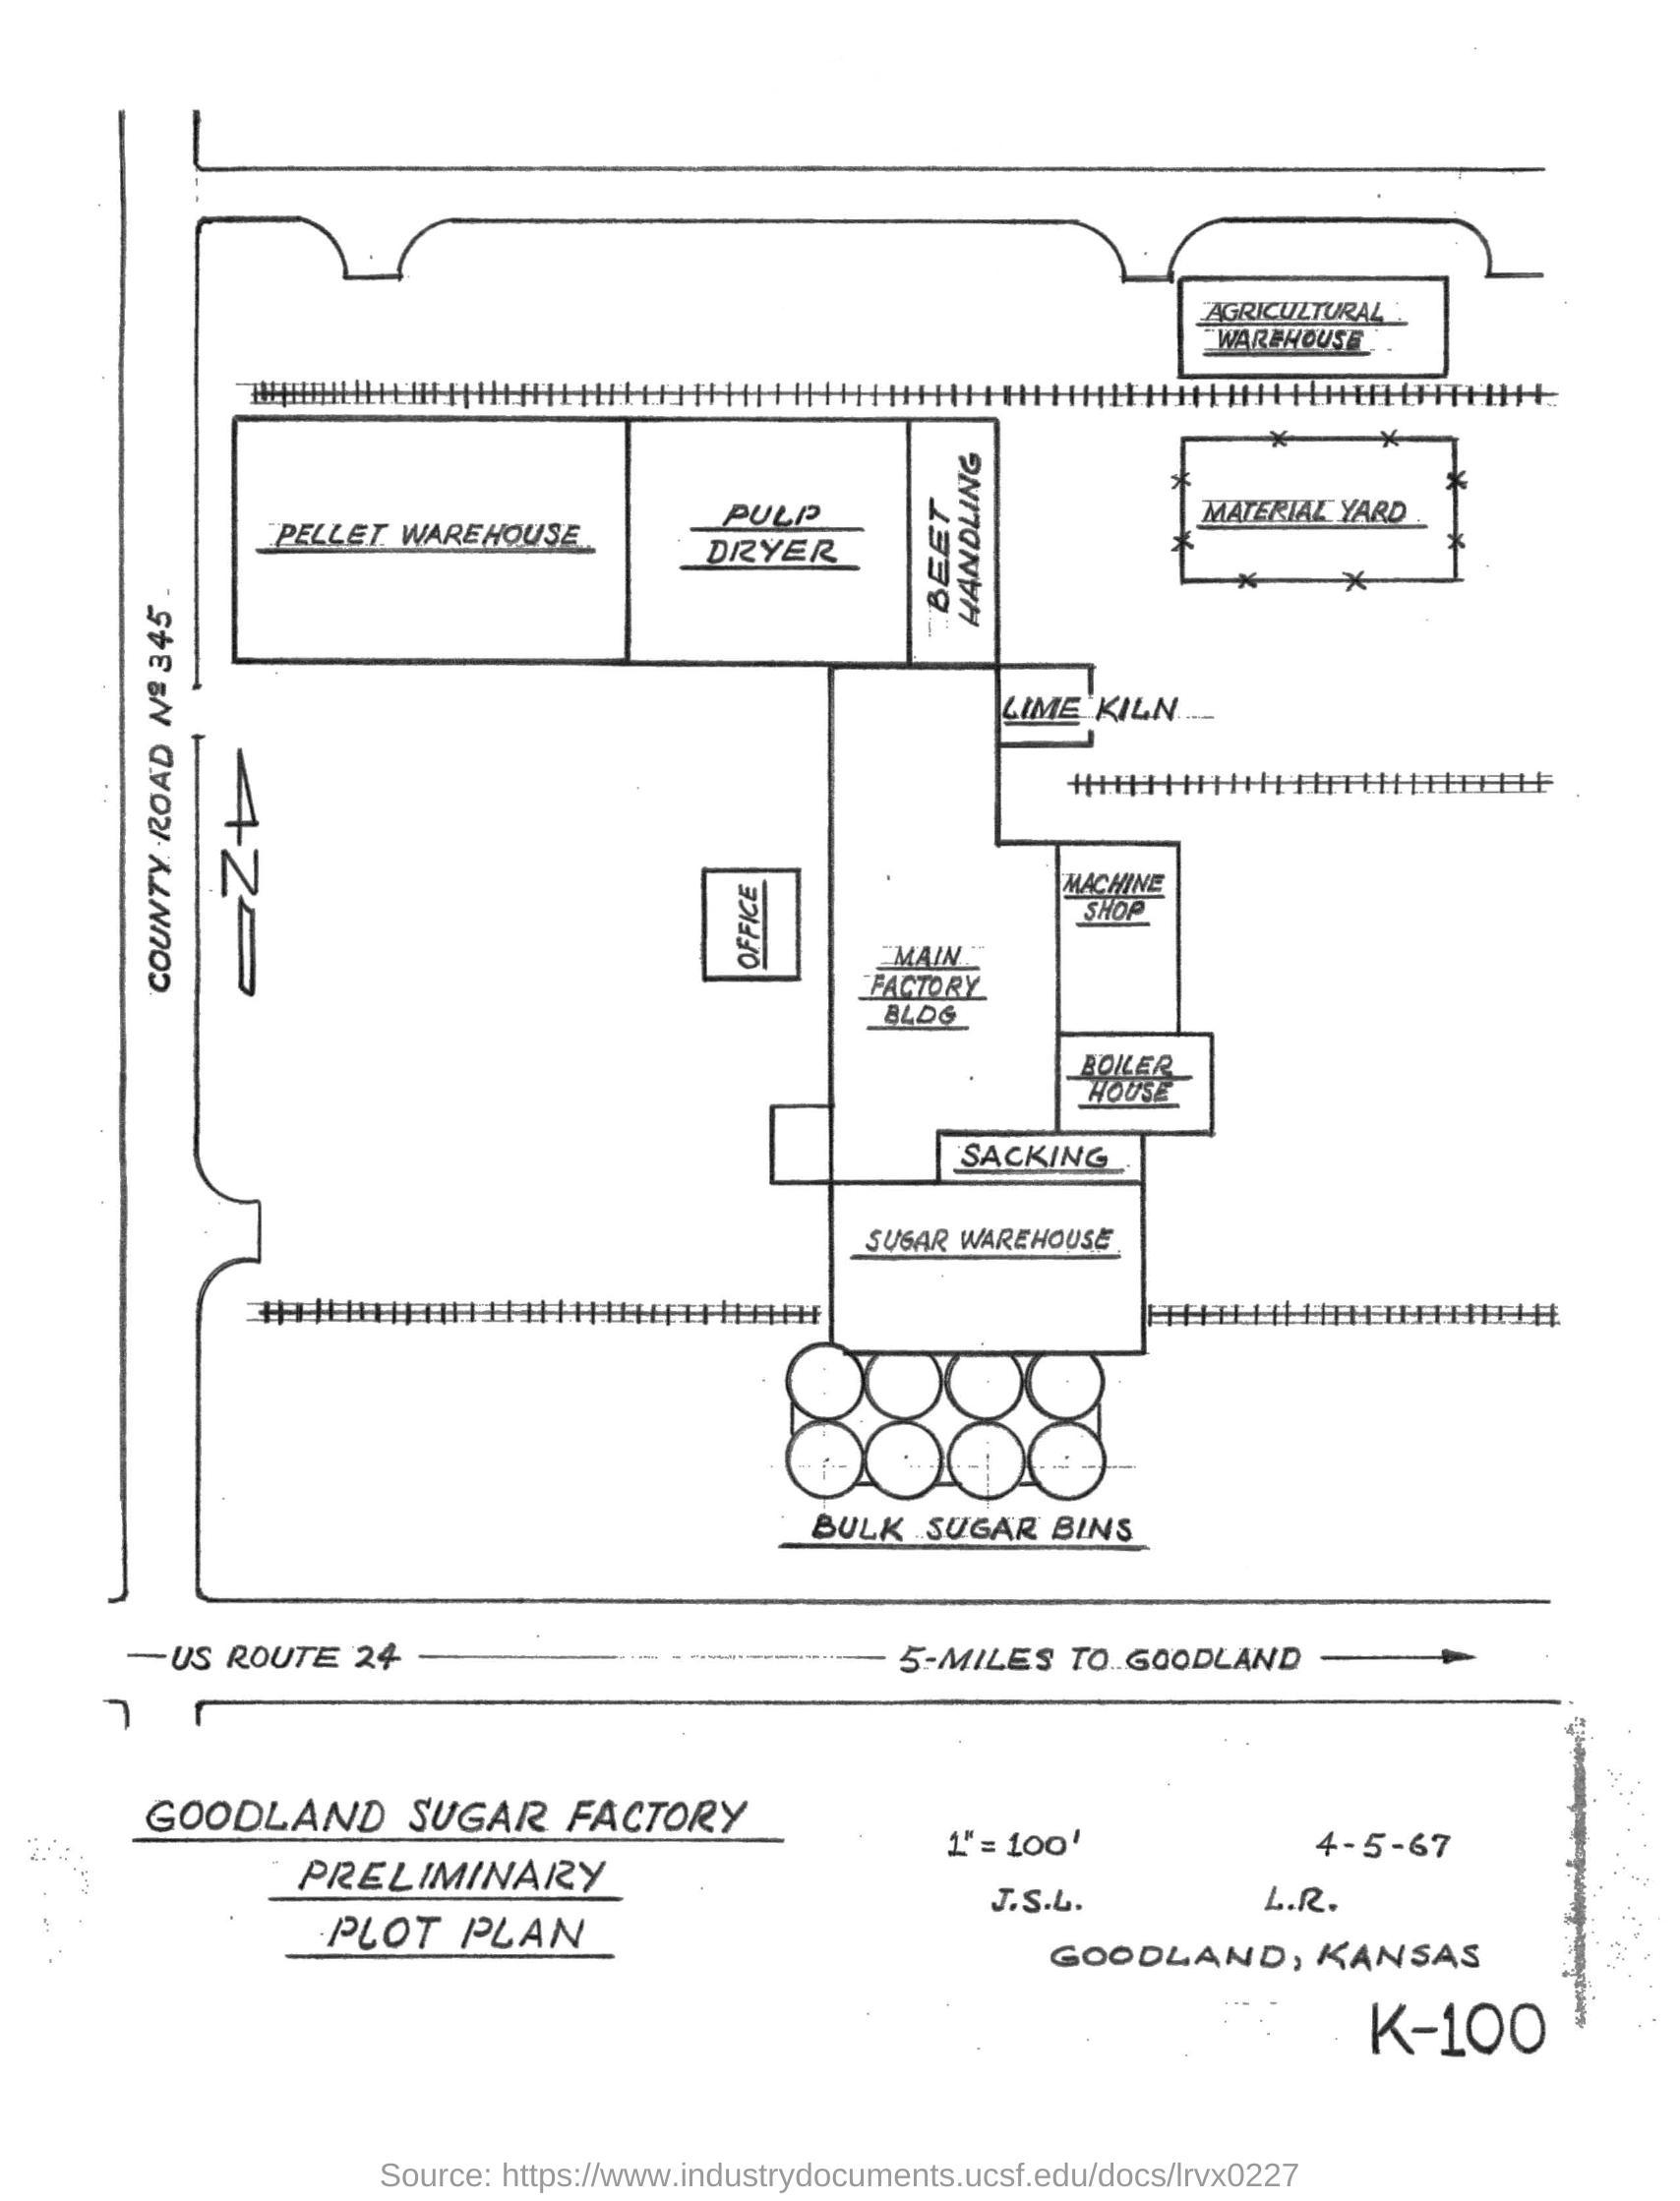 AGRICULTURAL
WAREHOUSE
PELLET WAREHOUSE
PULP
DRYER
BEET
HANDLING
MATERIAL YARD
LIME KILN
COUNTY ROAD Nº 345
N
OFFICE
MACHINE
SHOP
MAIN
FACTORY
BLDG
BOILER
HOUSE
SACKING
SUGAR WAREHOUSE
BULK SUGAR BINS
US ROUTE 24
5-MILES TO GOODLAND
GOODLAND SUGAR FACTORY
PRELIMINARY
PLOT PLAN
1" = 100'
4-5-67
J.S.L.
L.R.
GOODLAND, KANSAS
K-100
Source: https://www.industrydocuments.ucsf.edu/docs/lrvx0227